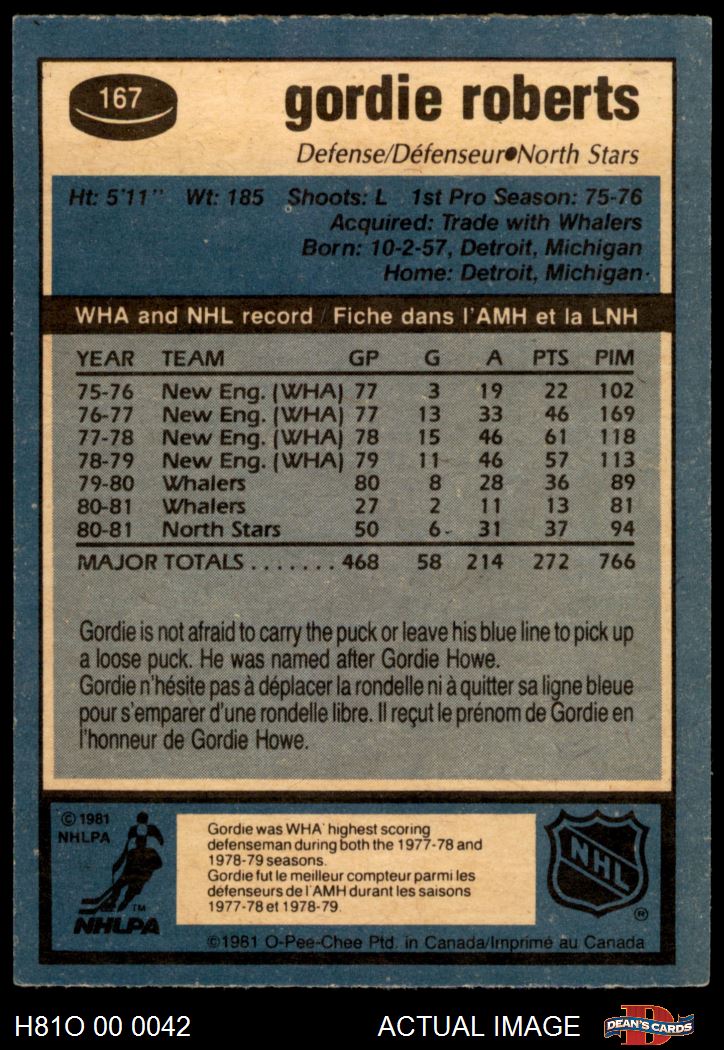 167
gordie roberts
Defense/Défenseur●North Stars
Ht: 5'11" Wt: 185 Shoots: L 1st Pro Season: 75-76
Acquired: Trade with Whalers
Born: 10-2-57, Detroit, Michigan
Home: Detroit, Michigan
WHA and NHL record / Fiche dans l'AMH et la LNH
YEAR TEAM GP G A PTS PIM
75-76 New Eng. (WHA) 77 3 19 22 102
76-77 New Eng. (WHA) 77 13 33 46 169
77-78 New Eng. (WHA) 78 15 46 61 118
78-79 New Eng. (WHA) 79 11 46 57 113
79-80 Whalers 80 8 28 36 89
80-81 Whalers 27 2 11 13 81
80-81 North Stars 50 6 31 37 94
MAJOR TOTALS ....... 468 58 214 272 766
Gordie is not afraid to carry the puck or leave his blue line to pick up
a loose puck. He was named after Gordie Howe.
Gordie n'hésite pas à déplacer la rondelle ni à quitter sa ligne bleue
pour s'emparer d'une rondelle libre. Il reçut le prénom de Gordie en
l'honneur de Gordie Howe.
© 1981
NHLPA
TM
NHLPA
Gordie was WHA' highest scoring
defenseman during both the 1977-78 and
1978-79 seasons.
Gordie fut le meilleur compteur parmi les
défenseurs de l'AMH durant les saisons
1977-78 et 1978-79.
NHL
®
©1981 O-Pee-Chee Ptd. in Canada/Imprimé au Canada
H81O 00 0042
ACTUAL IMAGE
D
DEAN'S CARDS